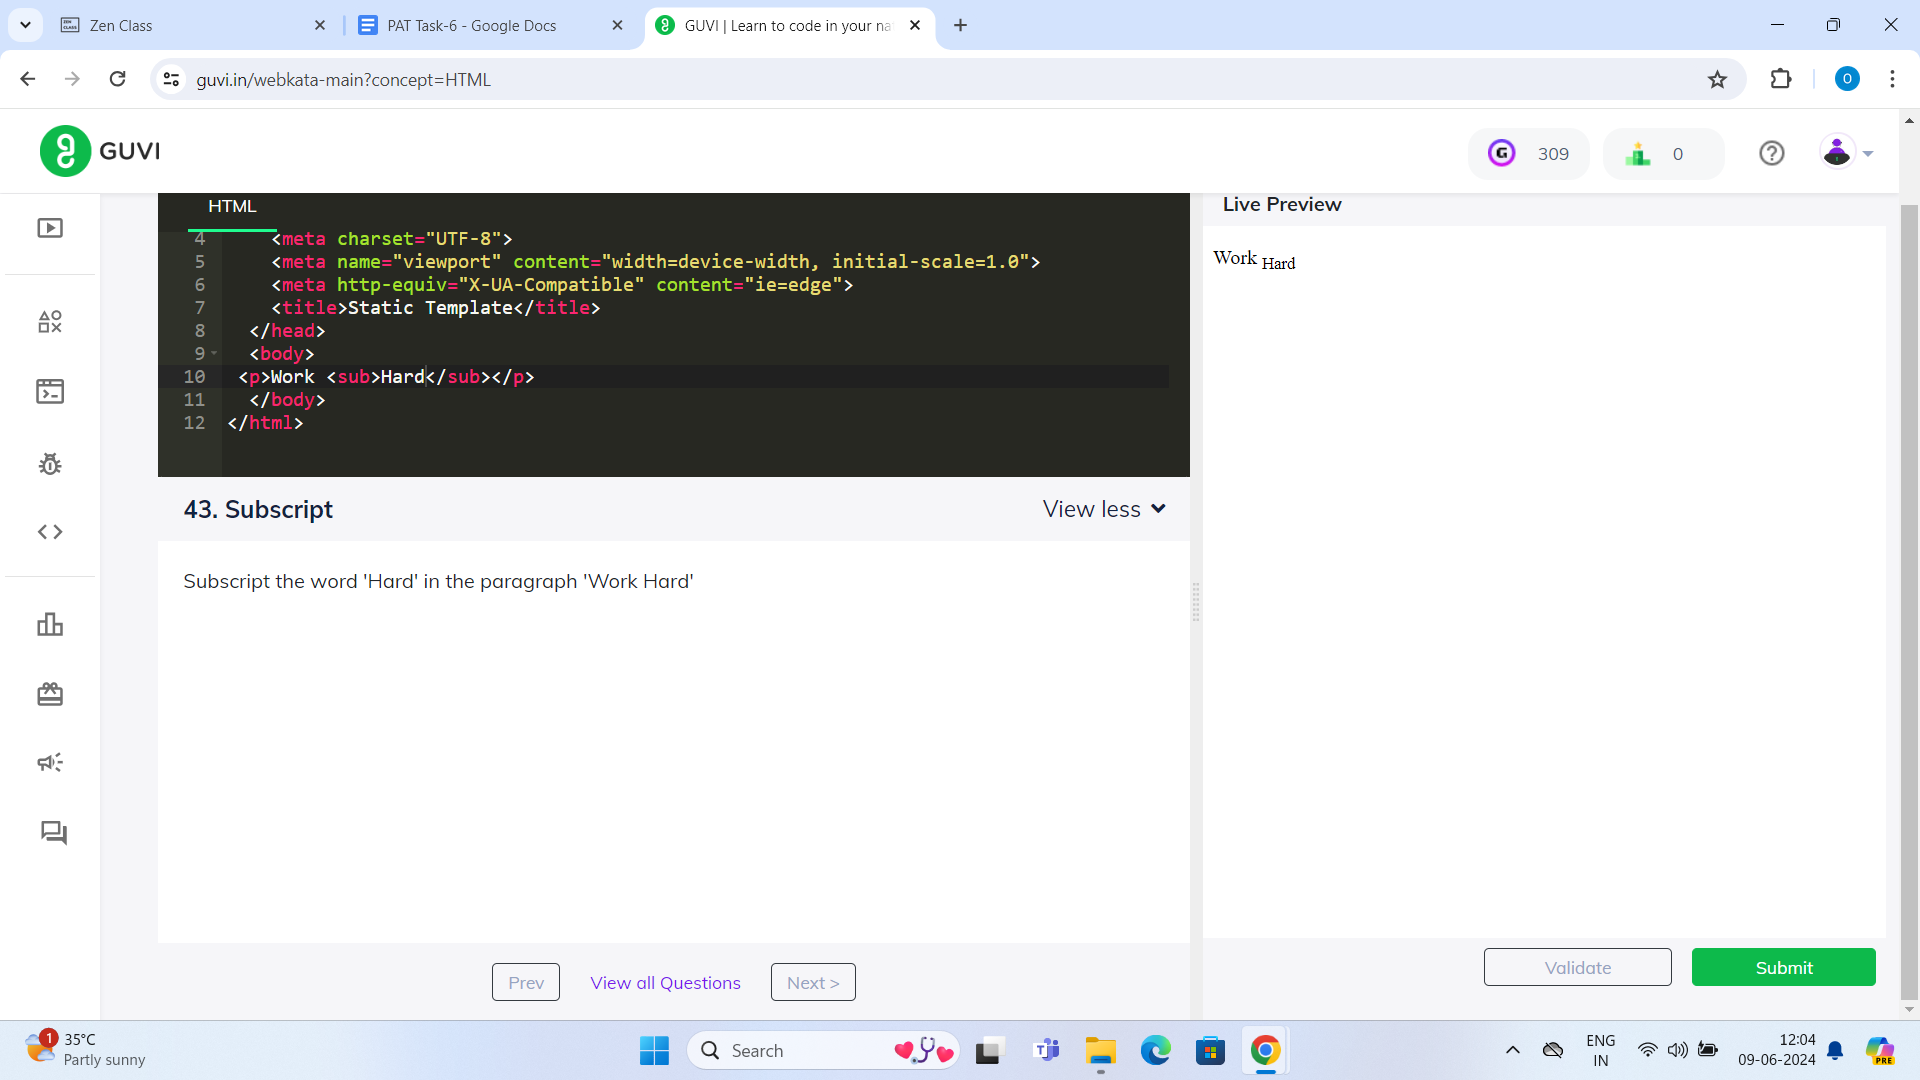 Zen Class
PAT Task-6 - Google Docs
GUVI | Learn to code in your na
guvi.in/webkata-main?concept=HTML
O
GUVI
G 309
0
HTML
4 <meta charset="UTF-8">
5 <meta name="viewport" content="width=device-width, initial-scale=1.0">
6 <meta http-equiv="X-UA-Compatible" content="ie=edge">
7 <title>Static Template</title>
8 </head>
9 <body>
10 <p>Work <sub>Hard</sub></p>
11 </body>
12 </html>
Live Preview
Work Hard
43. Subscript
View less
Subscript the word 'Hard' in the paragraph 'Work Hard'
Prev
View all Questions
Next >
Validate
Submit
1
35°C
Partly sunny
Search
ENG
IN
12:04
09-06-2024
PRE